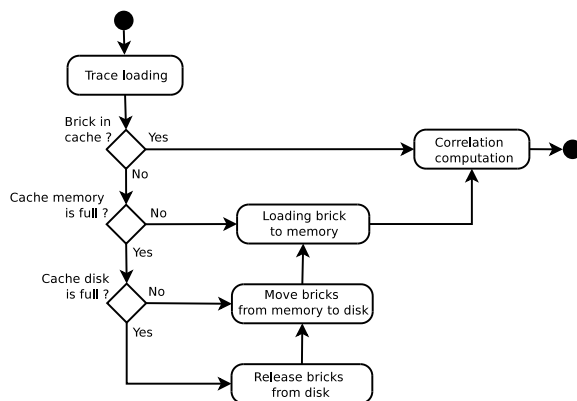 Trace loading
Brick in
cache ?
Yes
No
Correlation
computation
Cache memory
is full ?
No
Yes
Loading brick
to memory
Cache disk
is full ?
No
Yes
Move bricks
from memory to disk
Release bricks
from disk